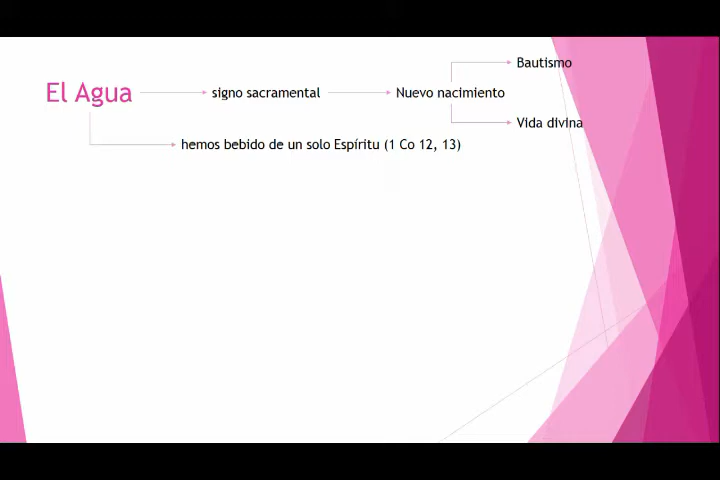 Bautismo
El Agua
signo sacramental
Nuevo nacimiento
Vida divina
hemos bebido de un solo Espíritu (1 Co 12, 13)